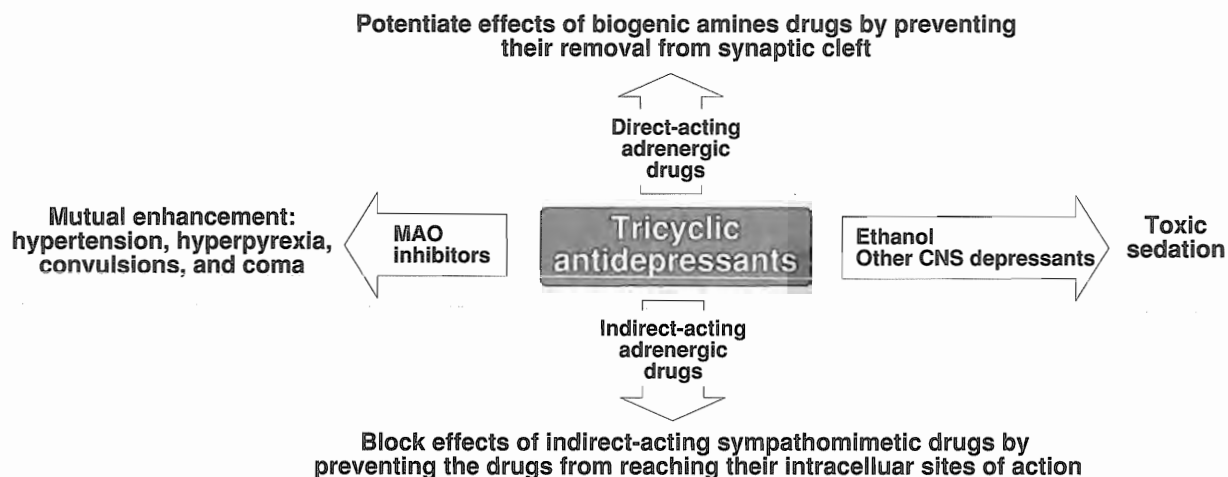 Potentiate effects of biogenic amines drugs by preventing
their removal from synaptic cleft
Direct-acting
adrenergic
drugs
Mutual enhancement:
hypertension, hyperpyrexia,
convulsions, and coma
MAO
inhibitors
Tricyclic
antidepressants
Ethanol
Other CNS depressants
Toxic
sedation
Indirect-acting
adrenergic
drugs
Block effects of indirect-acting sympathomimetic drugs by
preventing the drugs from reaching their intracelluar sites of action